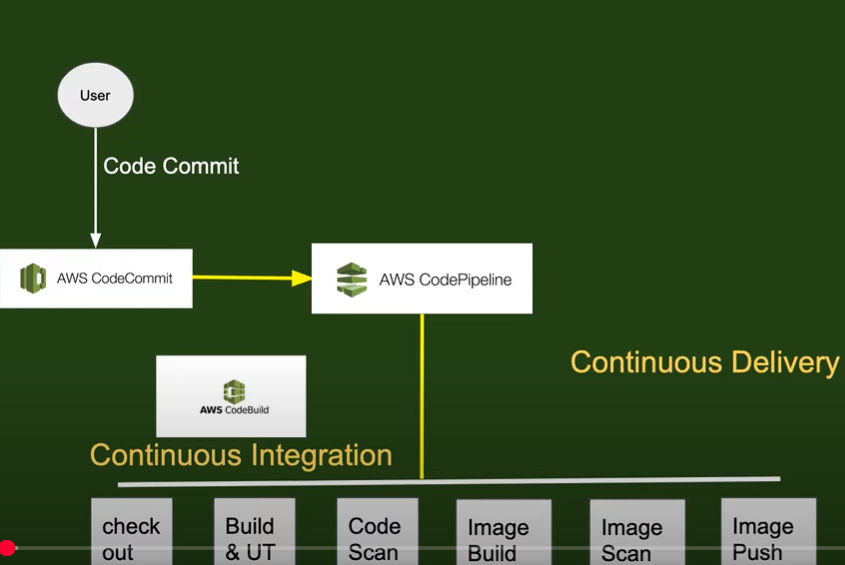 User
Code Commit
AWS CodeCommit
AWS CodePipeline
Continuous Delivery
AWS CodeBuild
Continuous Integration
check
out
Build
& UT
Code
Scan
Image
Build
Image
Scan
Image
Push